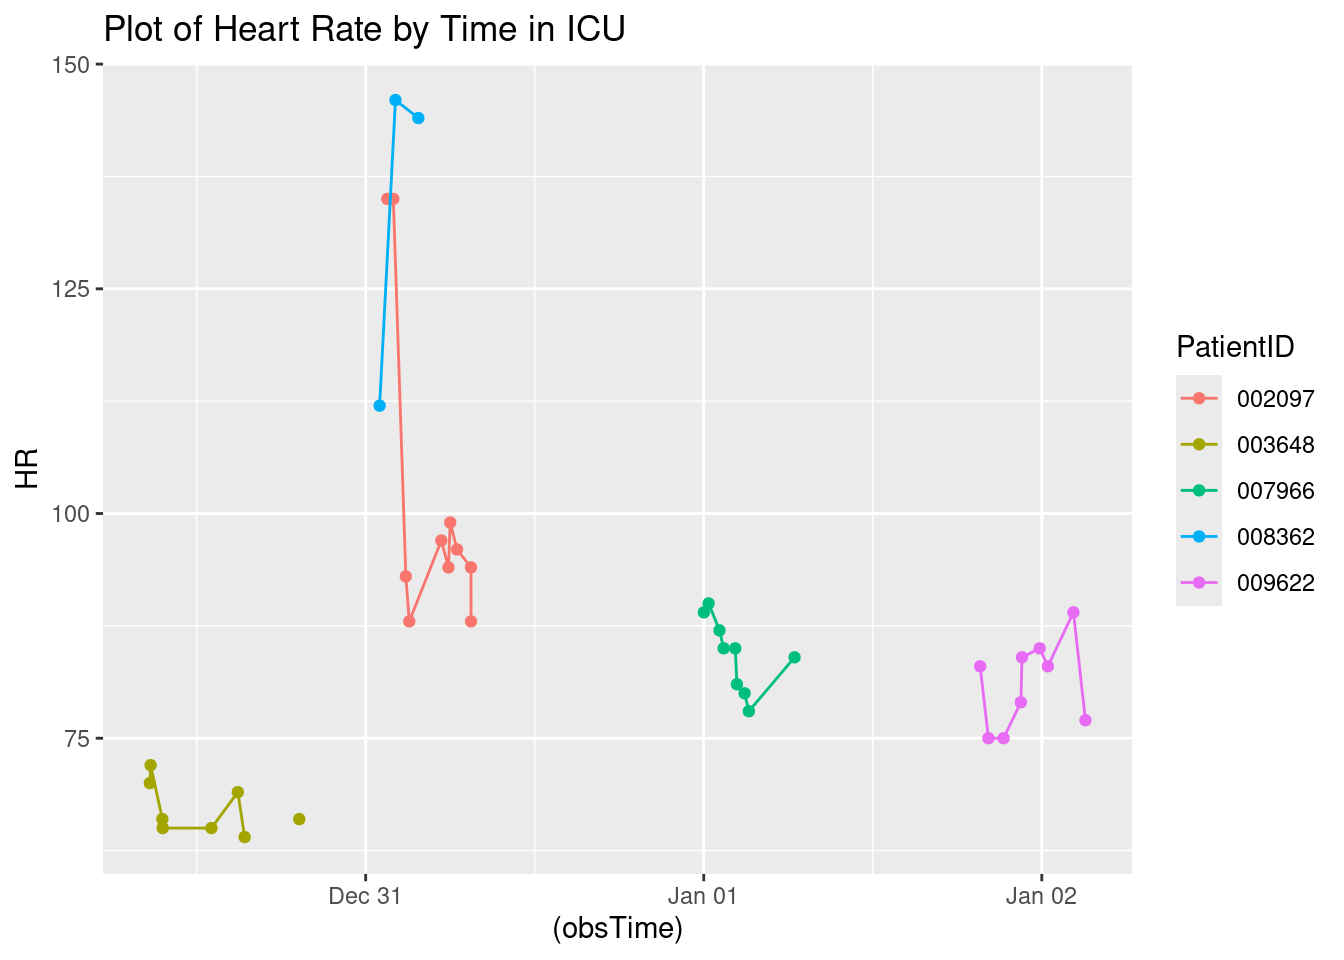 Plot of Heart Rate by Time in ICU
150
125
100
75
HR
Dec 31
Jan 01
Jan 02
(obsTime)
PatientID
002097
003648
007966
008362
009622